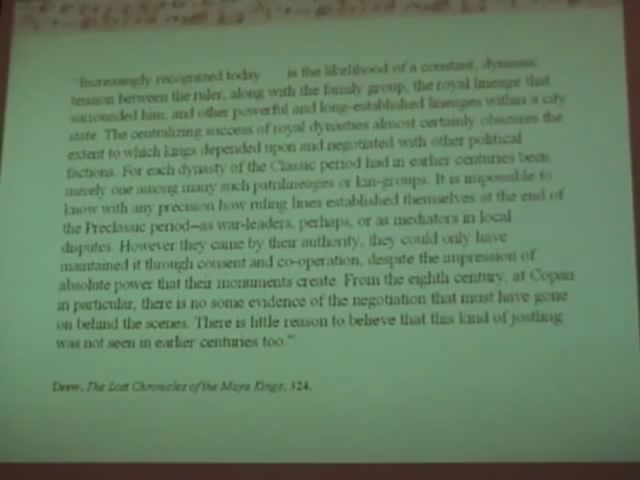 "Increasingly recognized today is the likelihood of a constant, dynamic
tension between the ruler, along with the family group, the royal lineage that
surrounded him, and other powerful and long-established lineages within a city
state. The centralizing success of royal dynasties almost certainly obscures the
extent to which kings depended upon and negotiated with other political
factions. For each dynasty of the Classic period had in earlier centuries been
merely one among many such patrilineages or kin-groups. It is impossible to
know with any precision how ruling lines established themselves at the end of
the Preclassic period--as war-leaders, perhaps, or as mediators in local
disputes. However they came by their authority, they could only have
maintained it through consent and co-operation, despite the impression of
absolute power that their monuments create. From the eighth century, at Copan
in particular, there is no some evidence of the negotiation that must have gone
on behind the scenes. There is little reason to believe that this kind of jostling
was not seen in earlier centuries too."
Drew, The Lost Chronicles of the Maya Kings, 324.